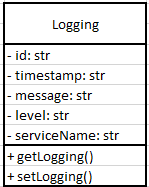 Logging
- id: str
- timestamp: str
- message: str
- level: str
- serviceName: str
+ getLogging()
+ setLogging()